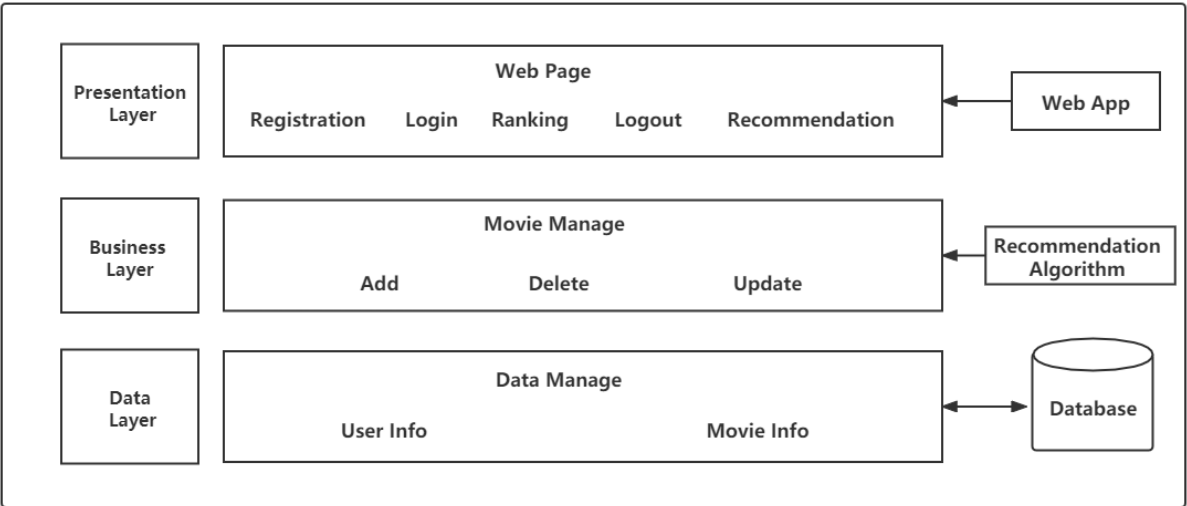 Presentation
Layer
Web Page
Registration Login Ranking Logout Recommendation
Web App
Business
Layer
Movie Manage
Add Delete Update
Recommendation
Algorithm
Data
Layer
Data Manage
User Info Movie Info
Database